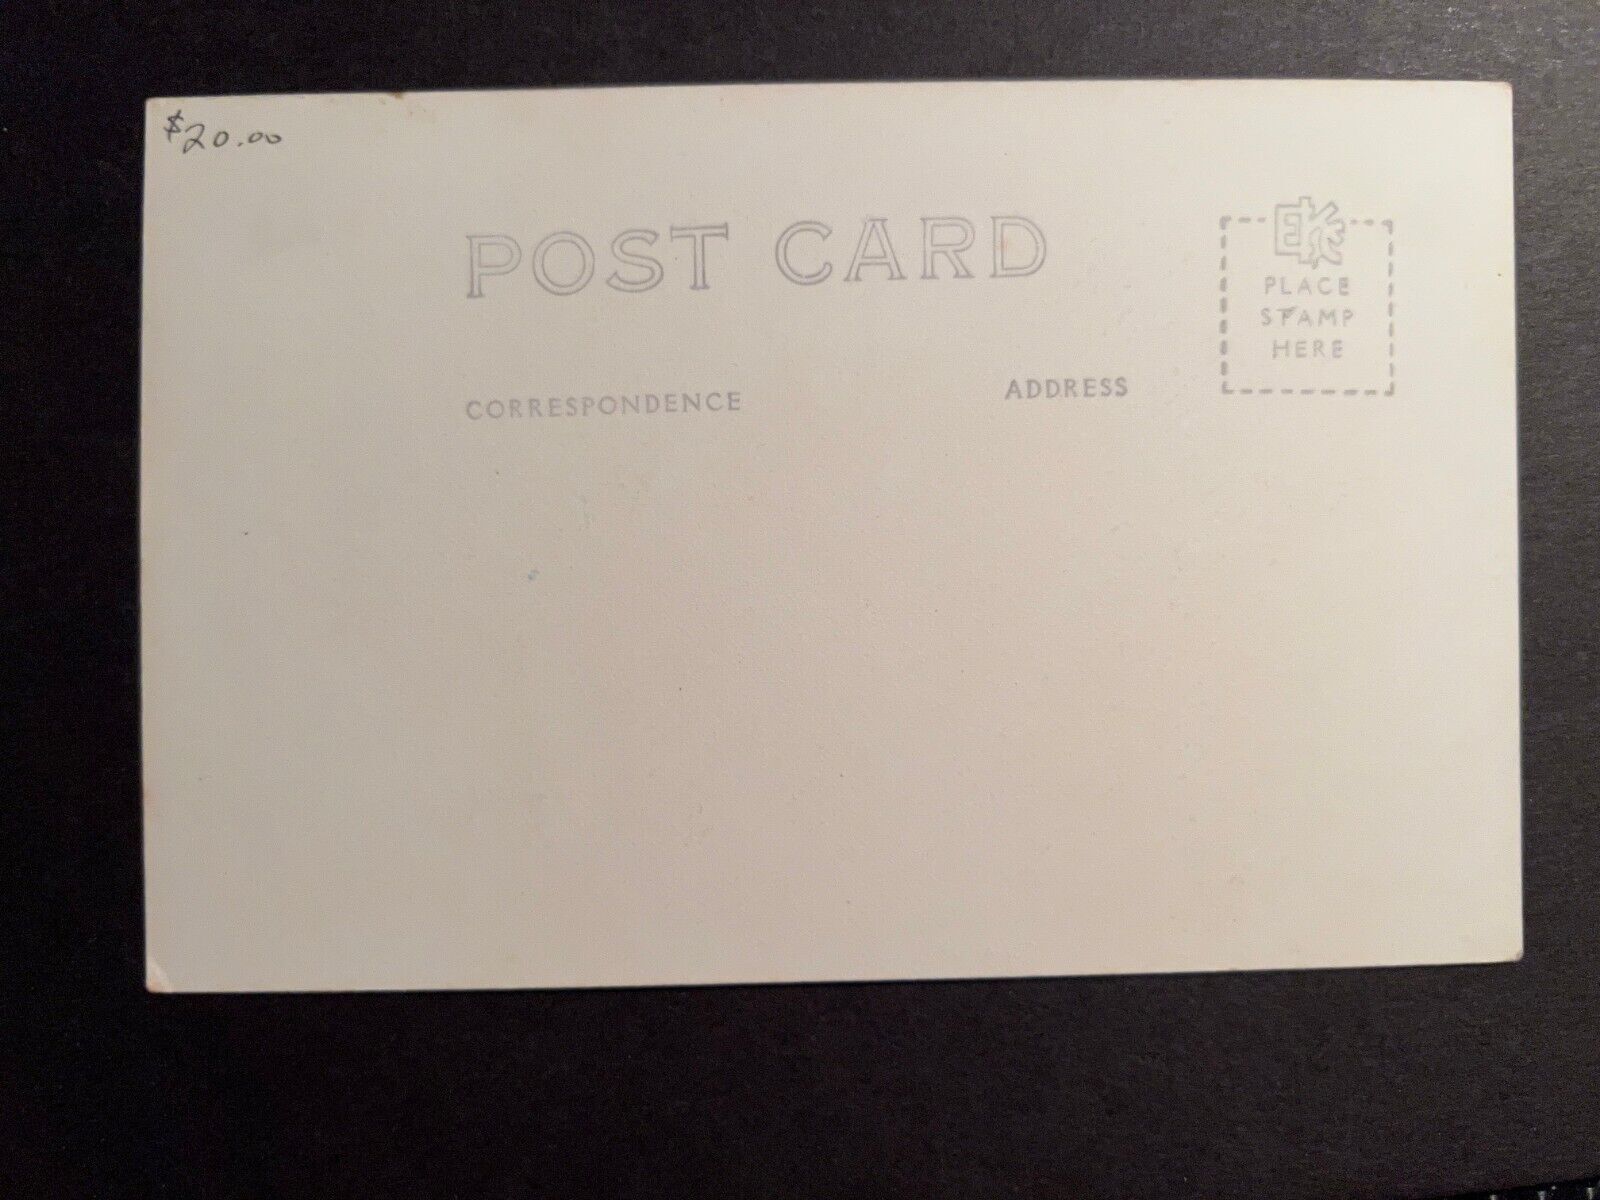 $20.00
POST CARD
EKC
PLACE
STAMP
HERE
CORRESPONDENCE
ADDRESS